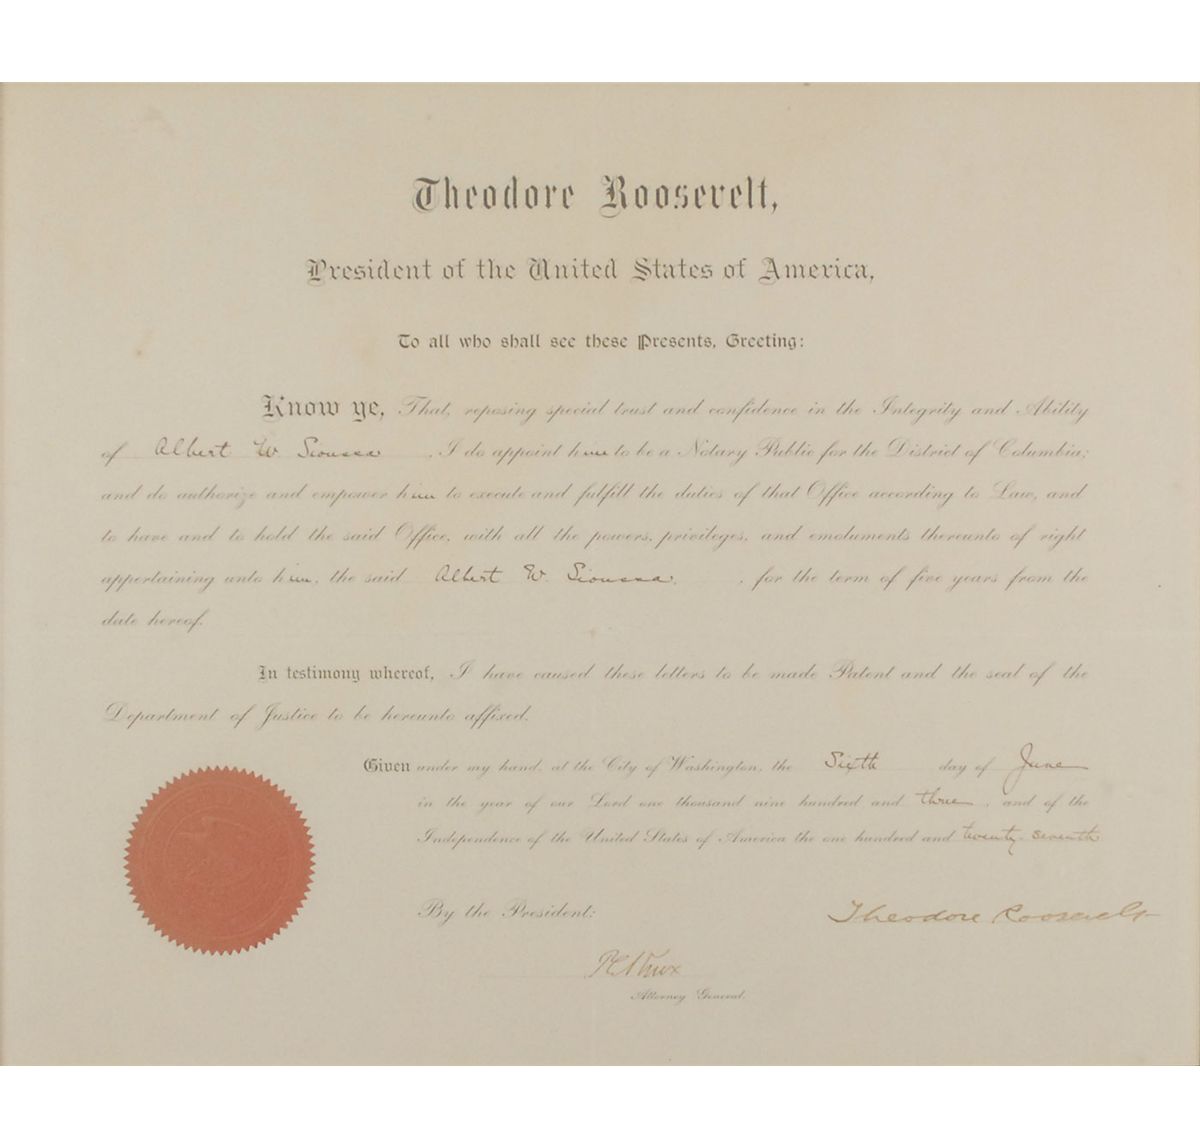 Theodore Roosevelt,
President of the United States of America,
To all who shall see these Presents, Greeting:
Know ye, That, reposing special trust and confidence in the Integrity and Ability
of Albert W. Sioussa, I do appoint him to be a Notary Public for the District of Columbia;
and do authorize and empower him to execute and fulfill the duties of that Office according to Law, and
to have and to hold the said Office, with all the powers, privileges, and emoluments thereunto of right
appertaining unto him, the said Albert W. Sioussa, , for the term of five years from the
date hereof.
In testimony whereof, I have caused these letters to be made Patent and the seal of the
Department of Justice to be hereunto affixed.
Given under my hand, at the City of Washington, the Sixth day of June
in the year of our Lord one thousand nine hundred and three, and of the
Independence of the United States of America the one hundred and twenty-seventh
By the President:
Theodore Roosevelt
P C Knox
Attorney General.